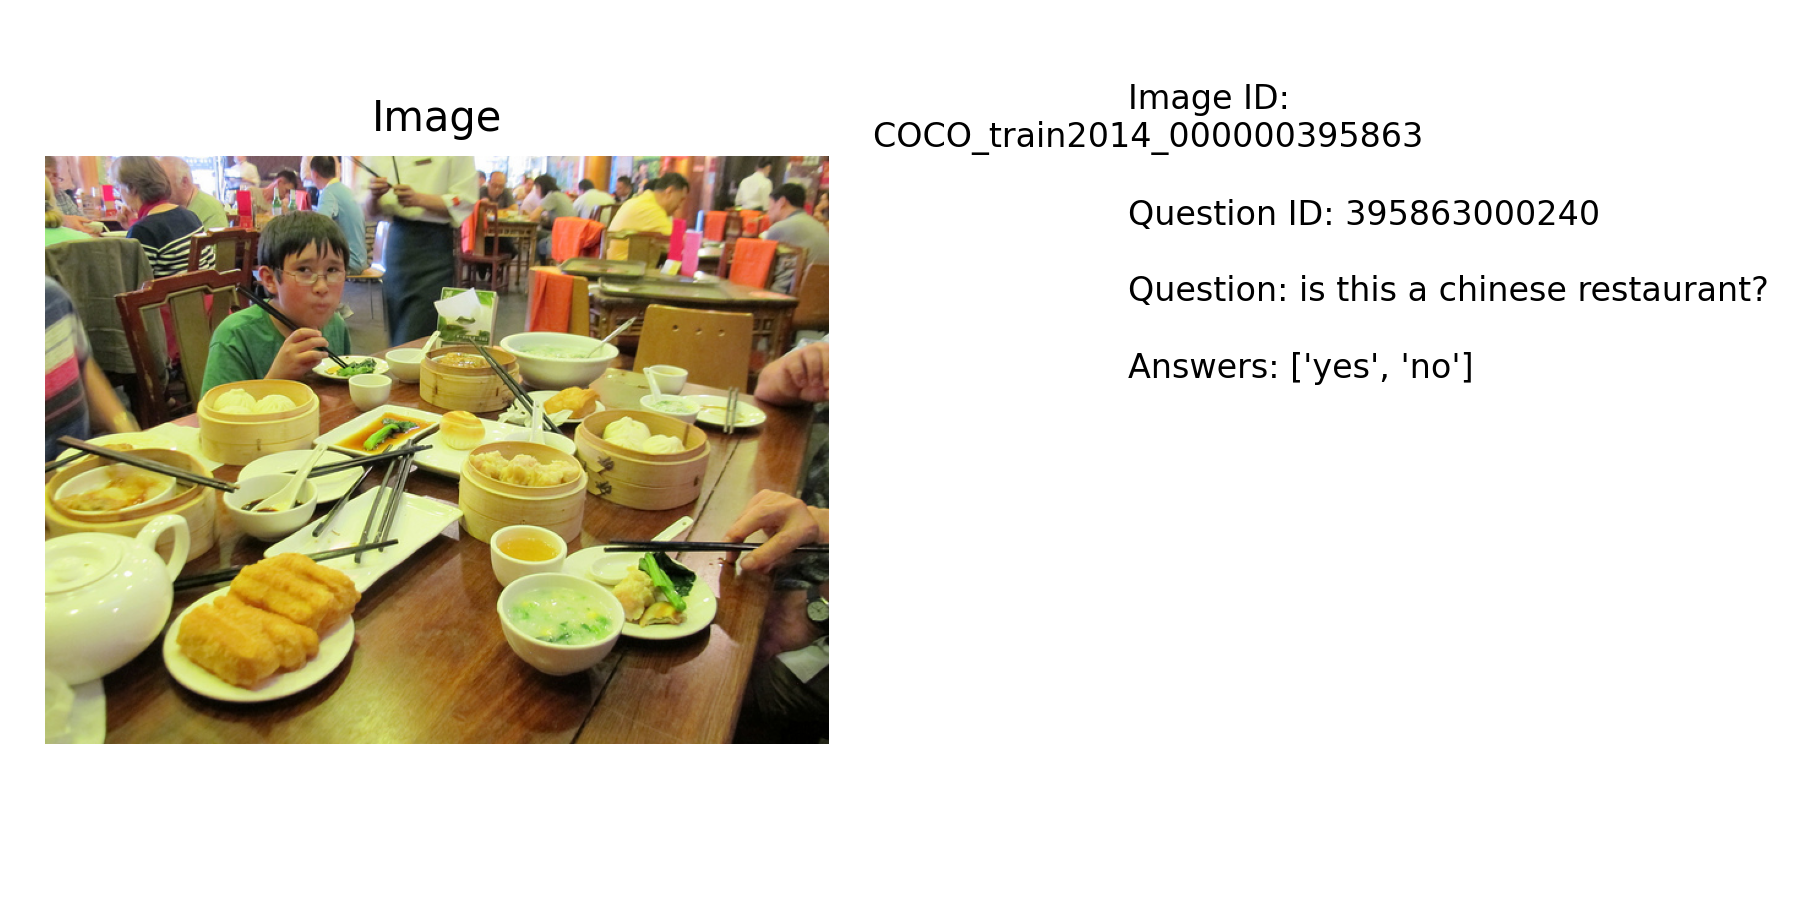 Image
Image ID:
COCO_train2014_000000395863
Question ID: 395863000240
Question: is this a chinese restaurant?
Answers: ['yes', 'no']